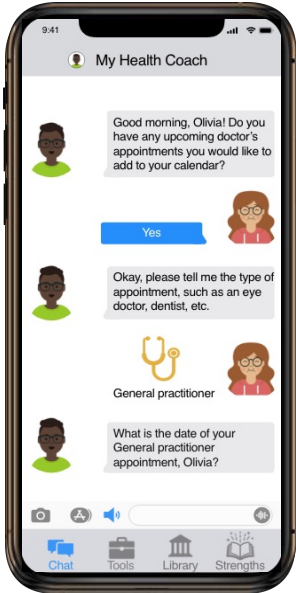 9:41
My Health Coach
Good morning, Olivia! Do you
have any upcoming doctor's
appointments you would like to
add to your calendar?
Yes
Okay, please tell me the type of
appointment, such as an eye
doctor, dentist, etc.
General practitioner
What is the date of your
General practitioner
appointment, Olivia?
Chat Tools Library Strengths